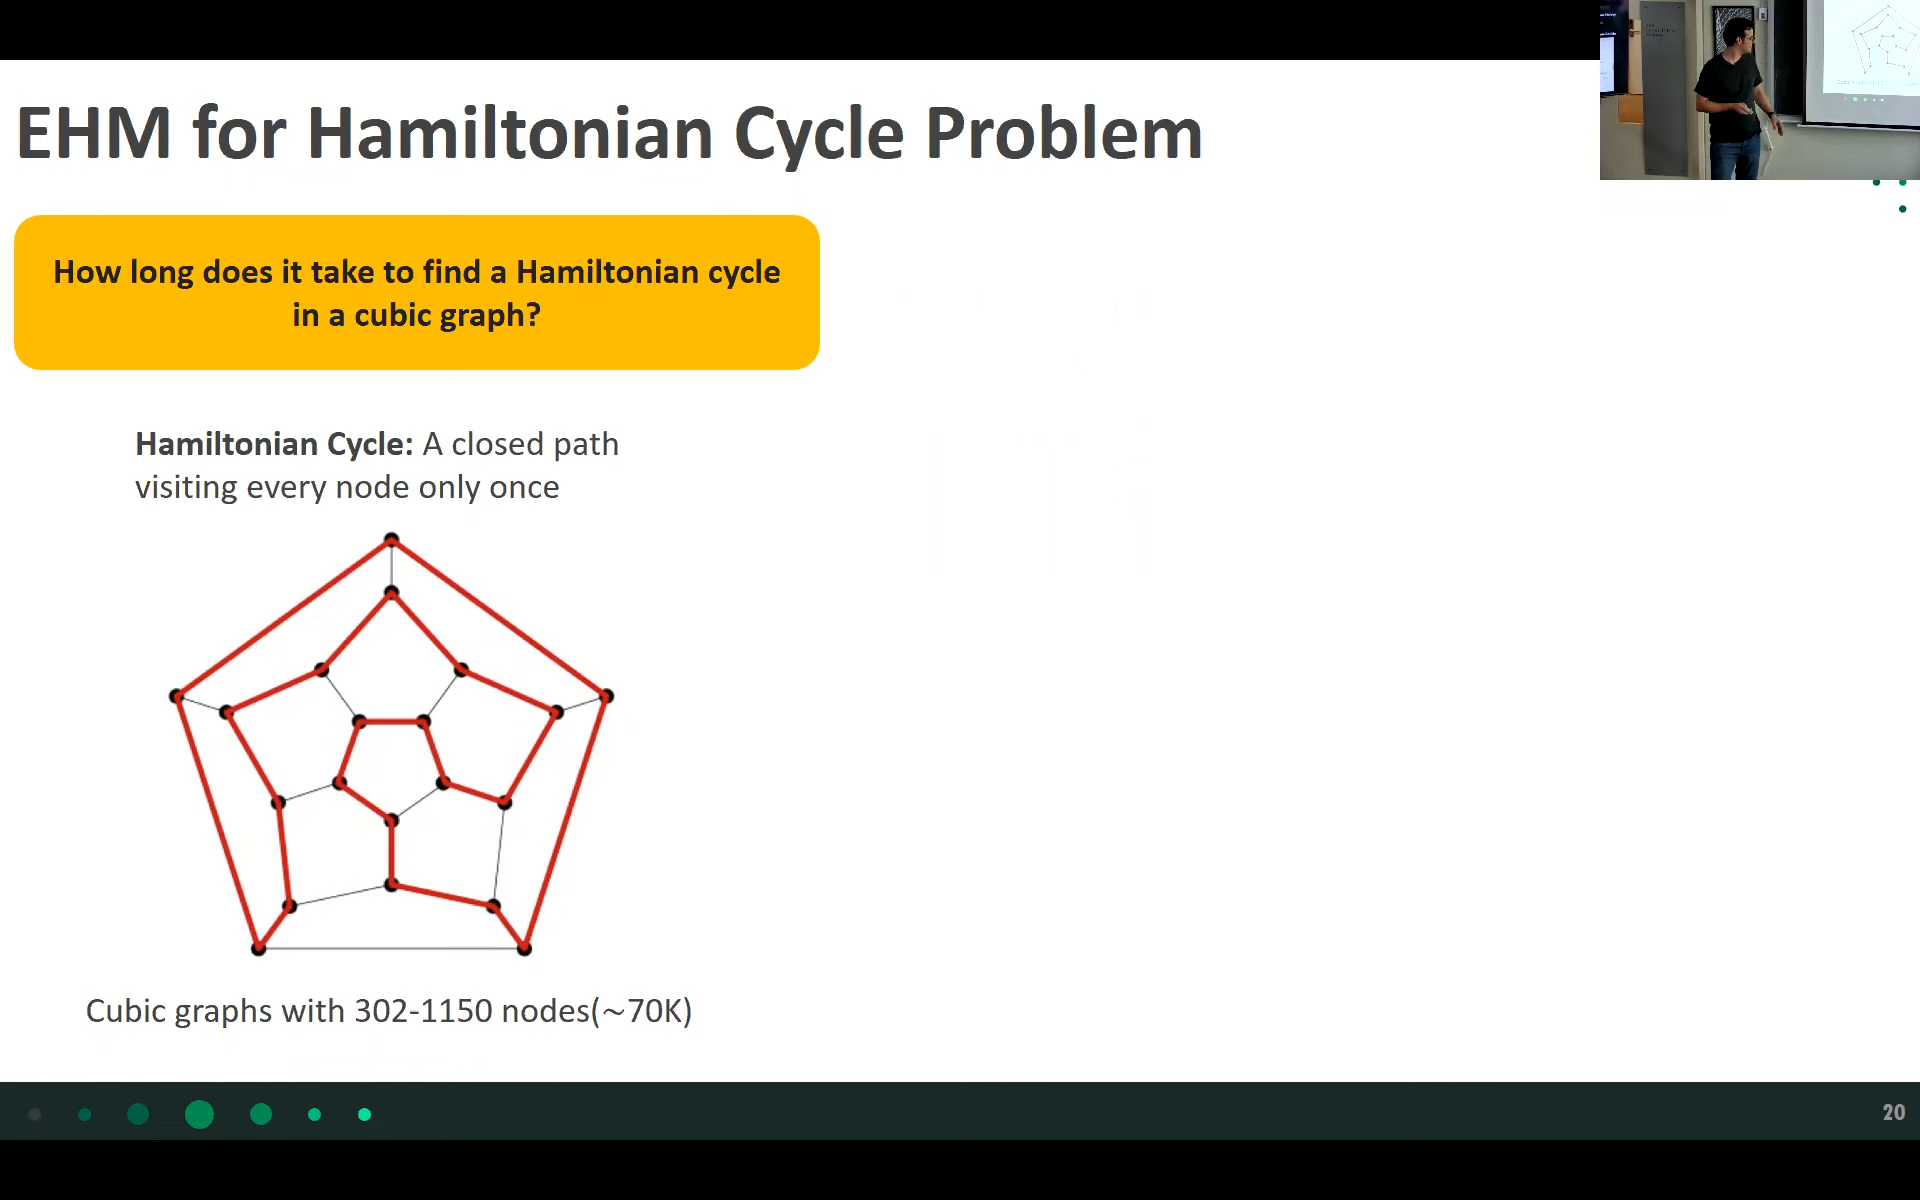 EHM for Hamiltonian Cycle Problem
How long does it take to find a Hamiltonian cycle
in a cubic graph?
Hamiltonian Cycle: A closed path
visiting every node only once
Cubic graphs with 302-1150 nodes(~70K)
20